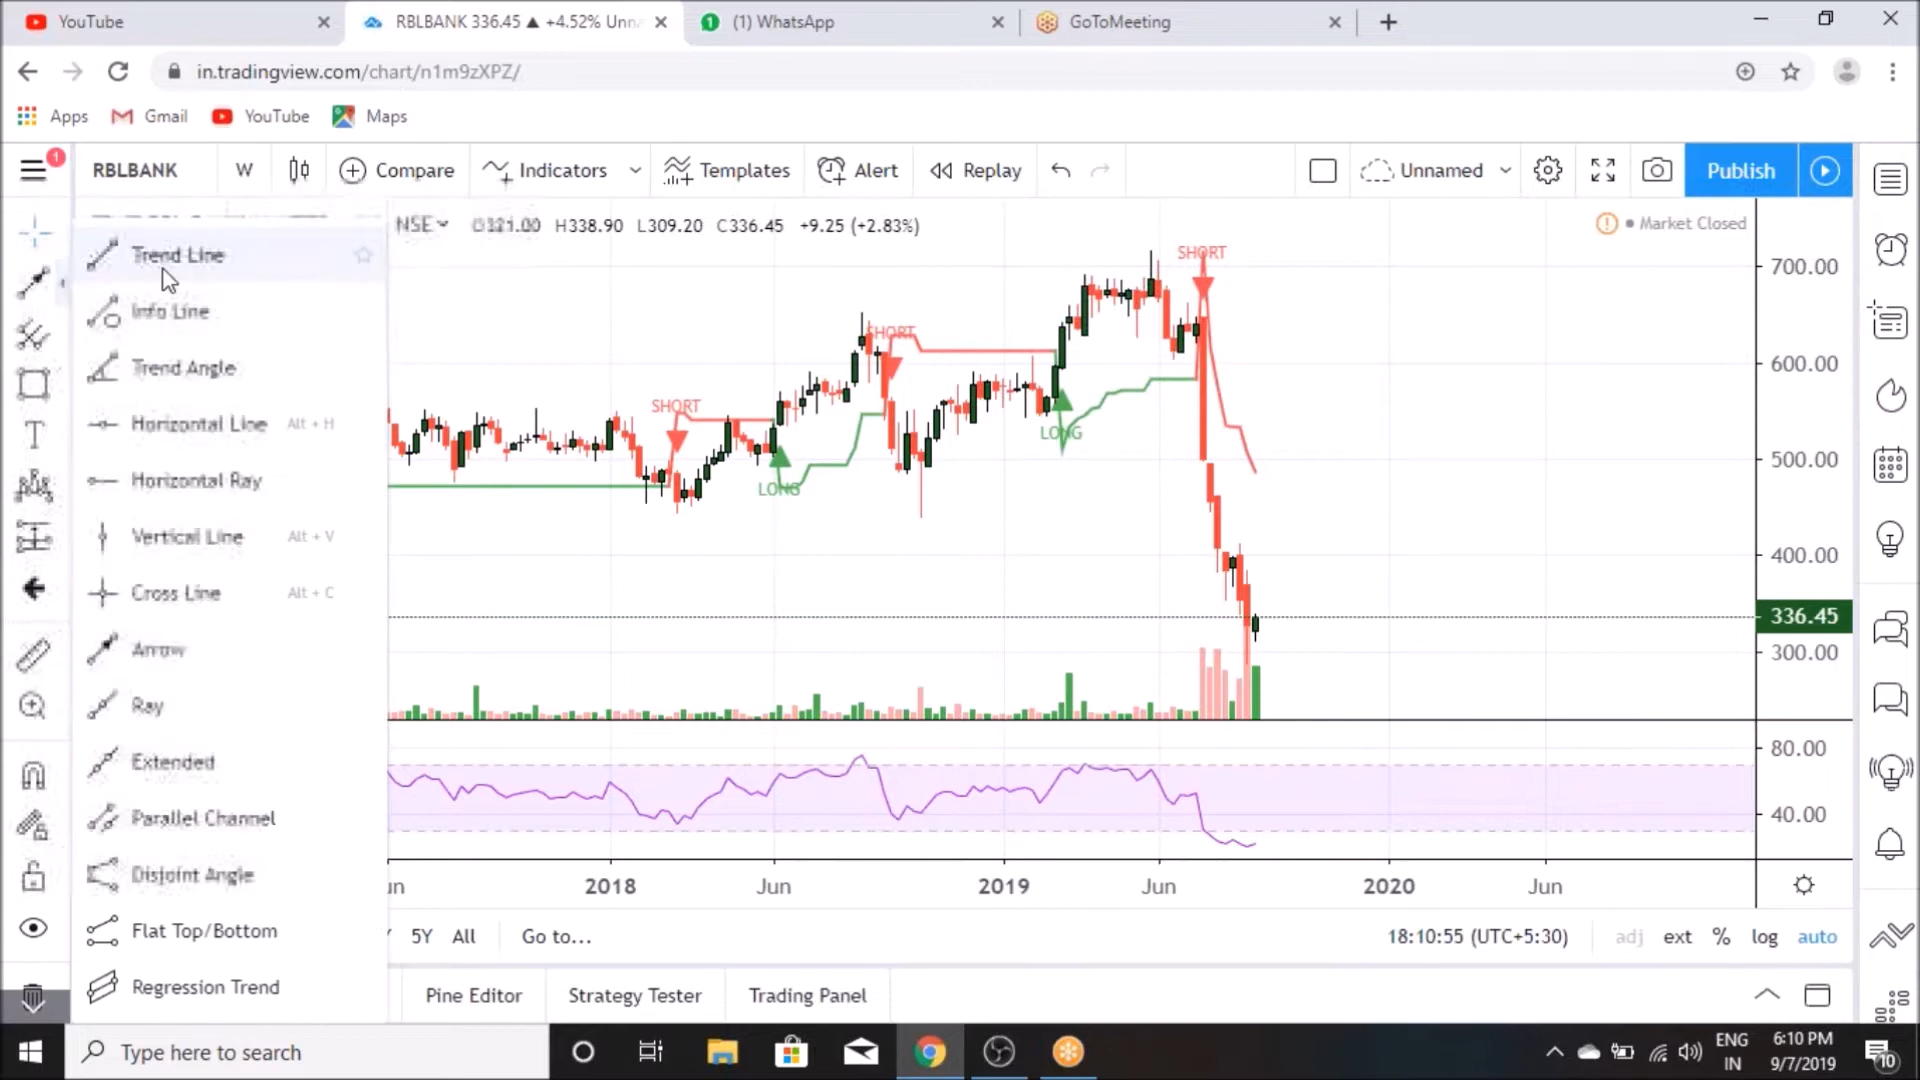 YouTube
RBLBANK 336.45 ▲ +4.52% Unna
(1) WhatsApp
GoToMeeting
in.tradingview.com/chart/n1m9zXPZ/
Apps Gmail YouTube Maps
1
RBLBANK W Compare Indicators Templates Alert Replay Unnamed Publish
NSE O321.00 H338.90 L309.20 C336.45 +9.25 (+2.83%)
Market Closed
Trend Line
Info Line
Trend Angle
Horizontal Line Alt + H
Horizontal Ray
Vertical Line Alt + V
Cross Line Alt + C
Arrow
Ray
Extended
Parallel Channel
Disjoint Angle
Flat Top/Bottom
Regression Trend
SHORT
SHORT
SHORT
LONG
LONG
700.00
600.00
500.00
400.00
336.45
300.00
80.00
40.00
un 2018 Jun 2019 Jun 2020 Jun
5Y All Go to...
18:10:55 (UTC+5:30) adj ext % log auto
Pine Editor Strategy Tester Trading Panel
Type here to search
ENG
IN
6:10 PM
9/7/2019
10